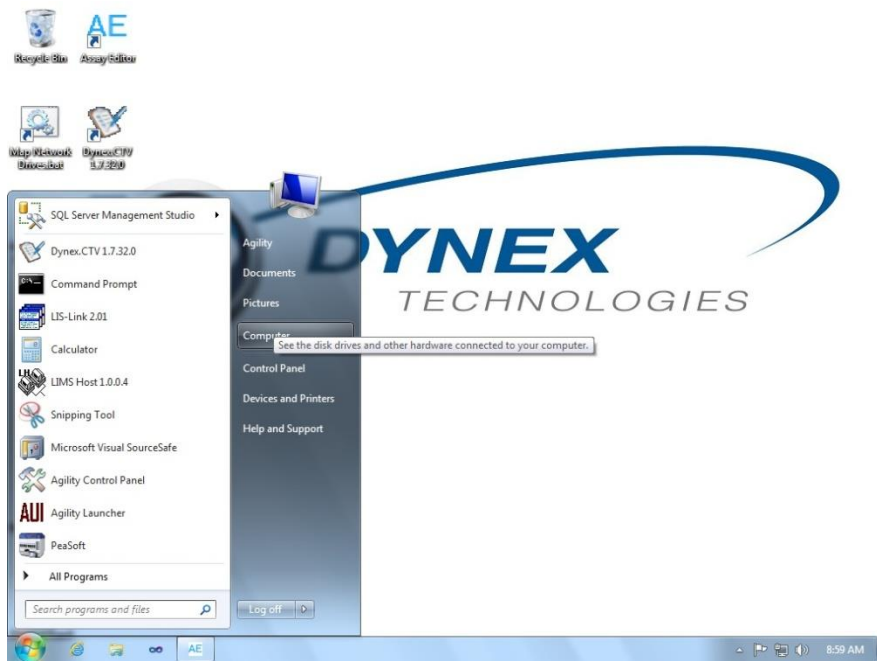 AE
Recycle Bin
Assay Editor
Map Network
Drives.bat
Dynex.CTV
1.7.32.0
DYNEX
TECHNOLOGIES
SQL Server Management Studio
Dynex.CTV 1.7.32.0
Command Prompt
LIS-Link 2.01
Calculator
LIMS Host 1.0.0.4
Snipping Tool
Microsoft Visual SourceSafe
Agility Control Panel
AUI Agility Launcher
PeaSoft
All Programs
Search programs and files
Agility
Documents
Pictures
Computer
See the disk drives and other hardware connected to your computer.
Control Panel
Devices and Printers
Help and Support
Log off
AE
8:59 AM